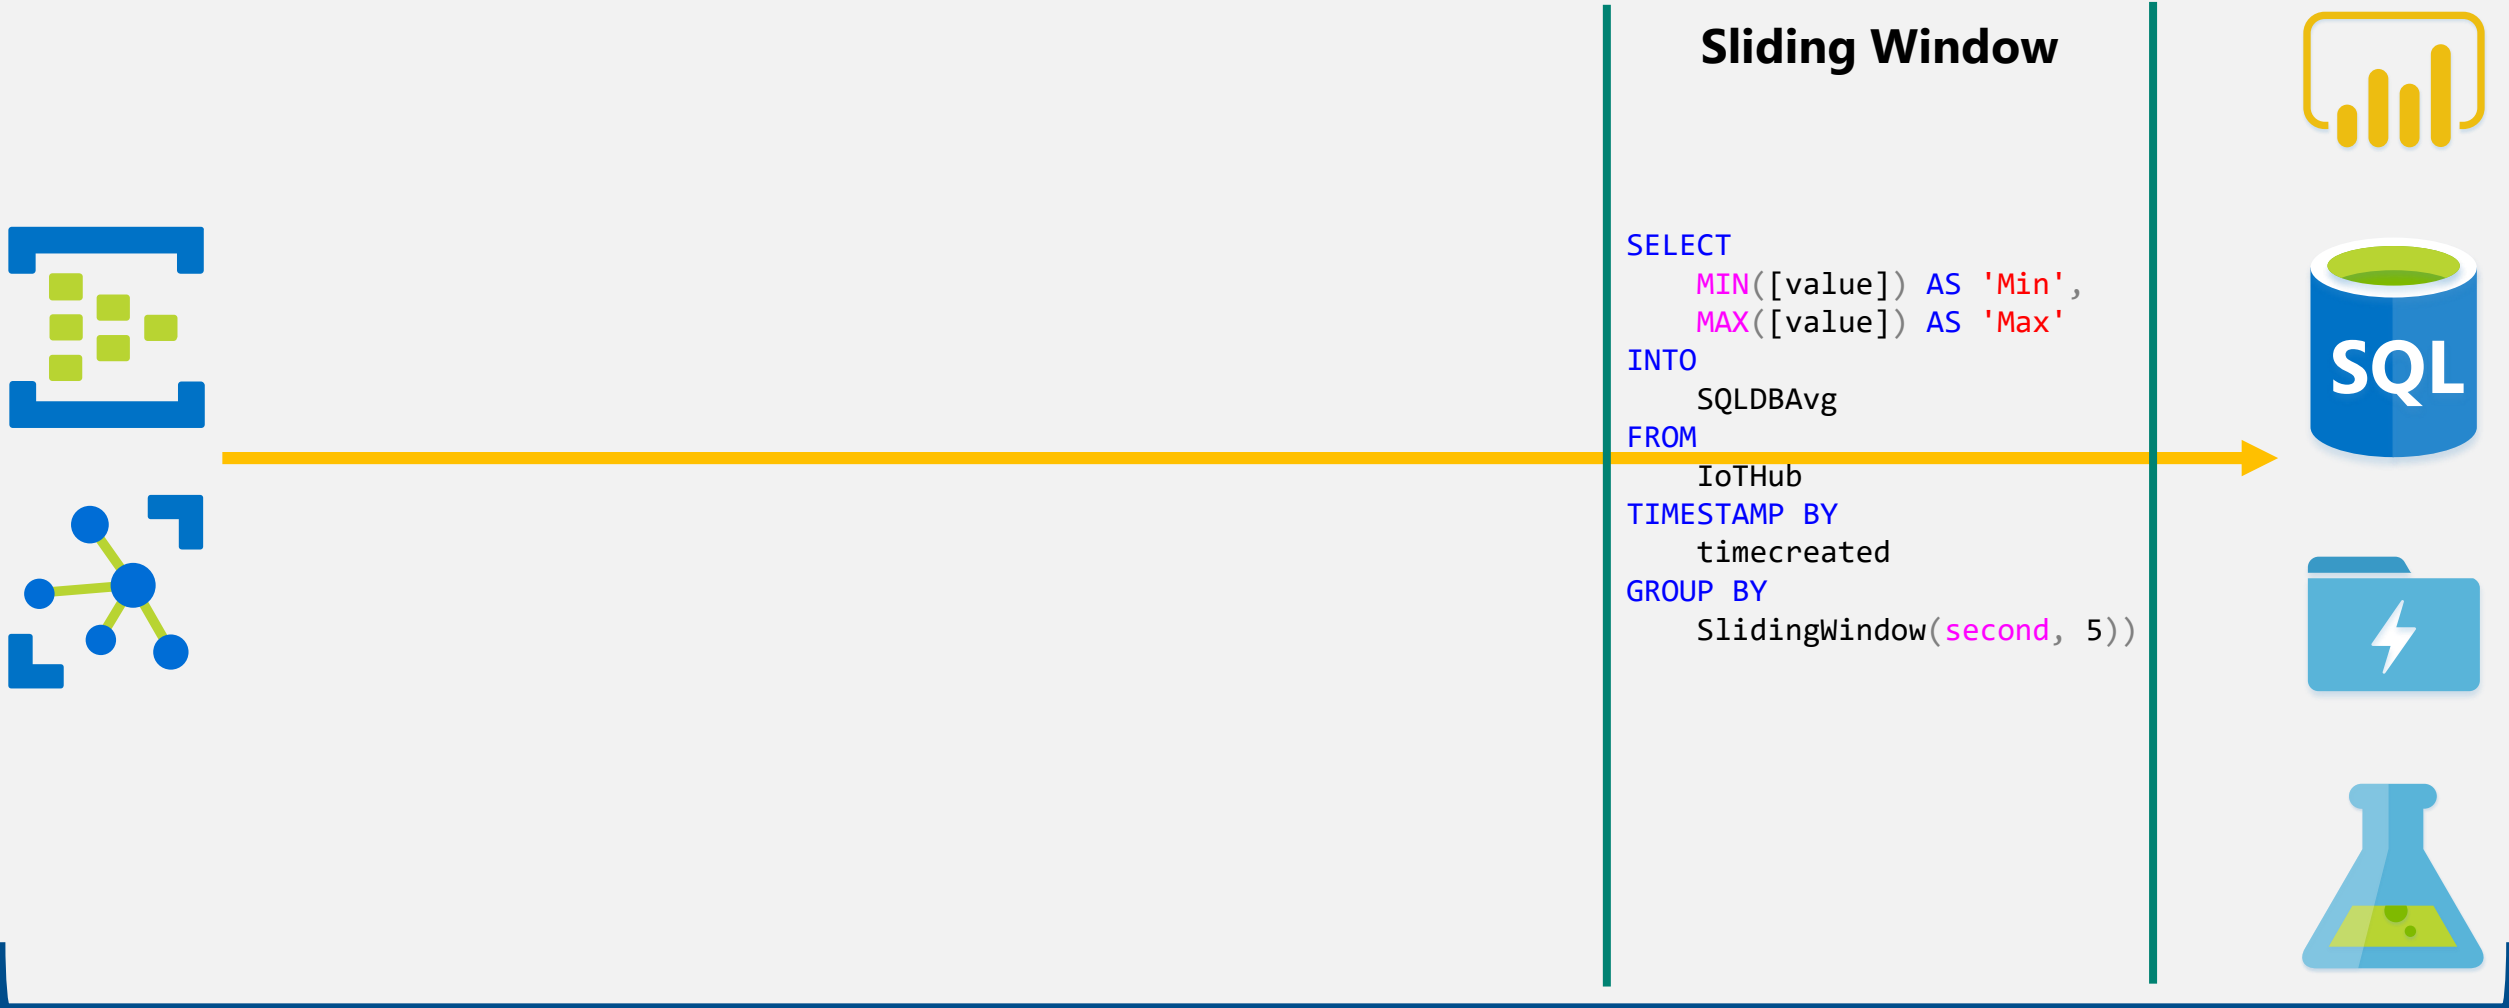 Sliding Window
SELECT
    MIN([value]) AS 'Min',
    MAX([value]) AS 'Max'
INTO
    SQLDBAvg
FROM
    IoTHub
TIMESTAMP BY
    timecreated
GROUP BY
    SlidingWindow(second, 5))
SQL